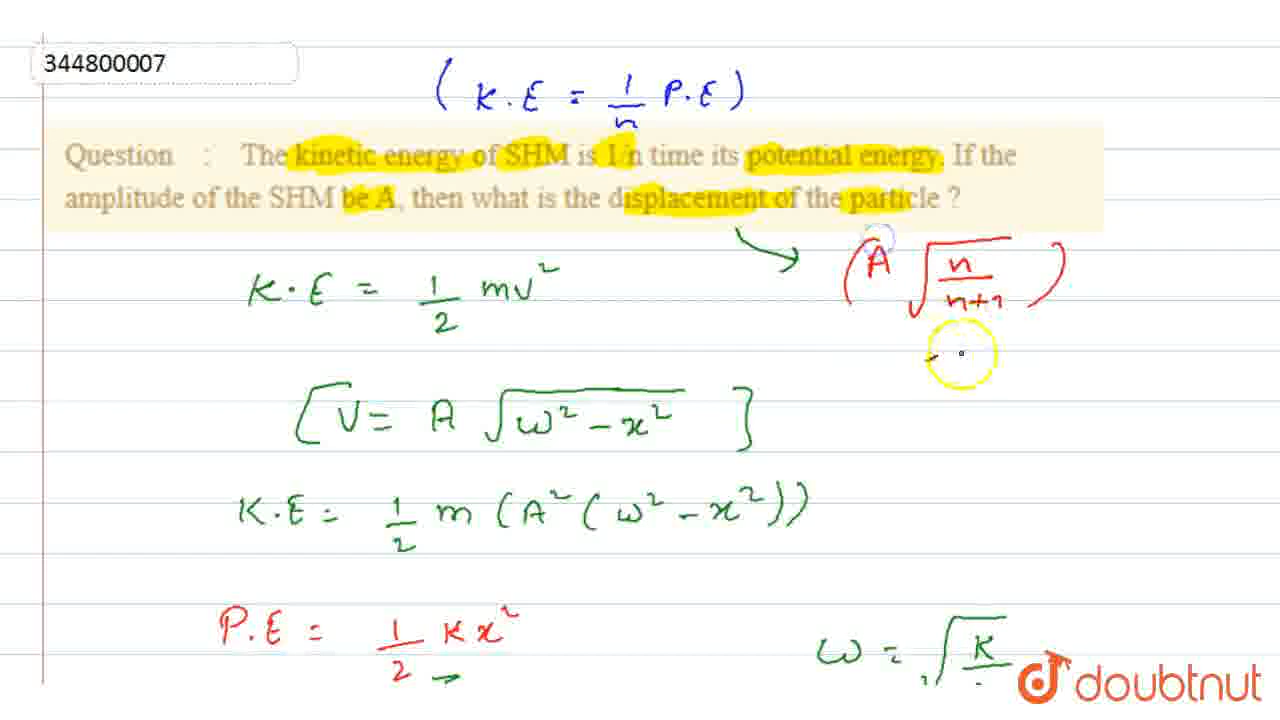 344800007
( K.E = 1/n P.E )
Question : The kinetic energy of SHM is 1/n time its potential energy. If the
amplitude of the SHM be A, then what is the displacement of the particle ?
( A √(n/n+1) )
K.E = 1/2 mv²
[ V = A √(ω² - x²) ]
K.E = 1/2 m (A² (ω² - x²))
P.E = 1/2 K x²
ω = √K
doubtnut